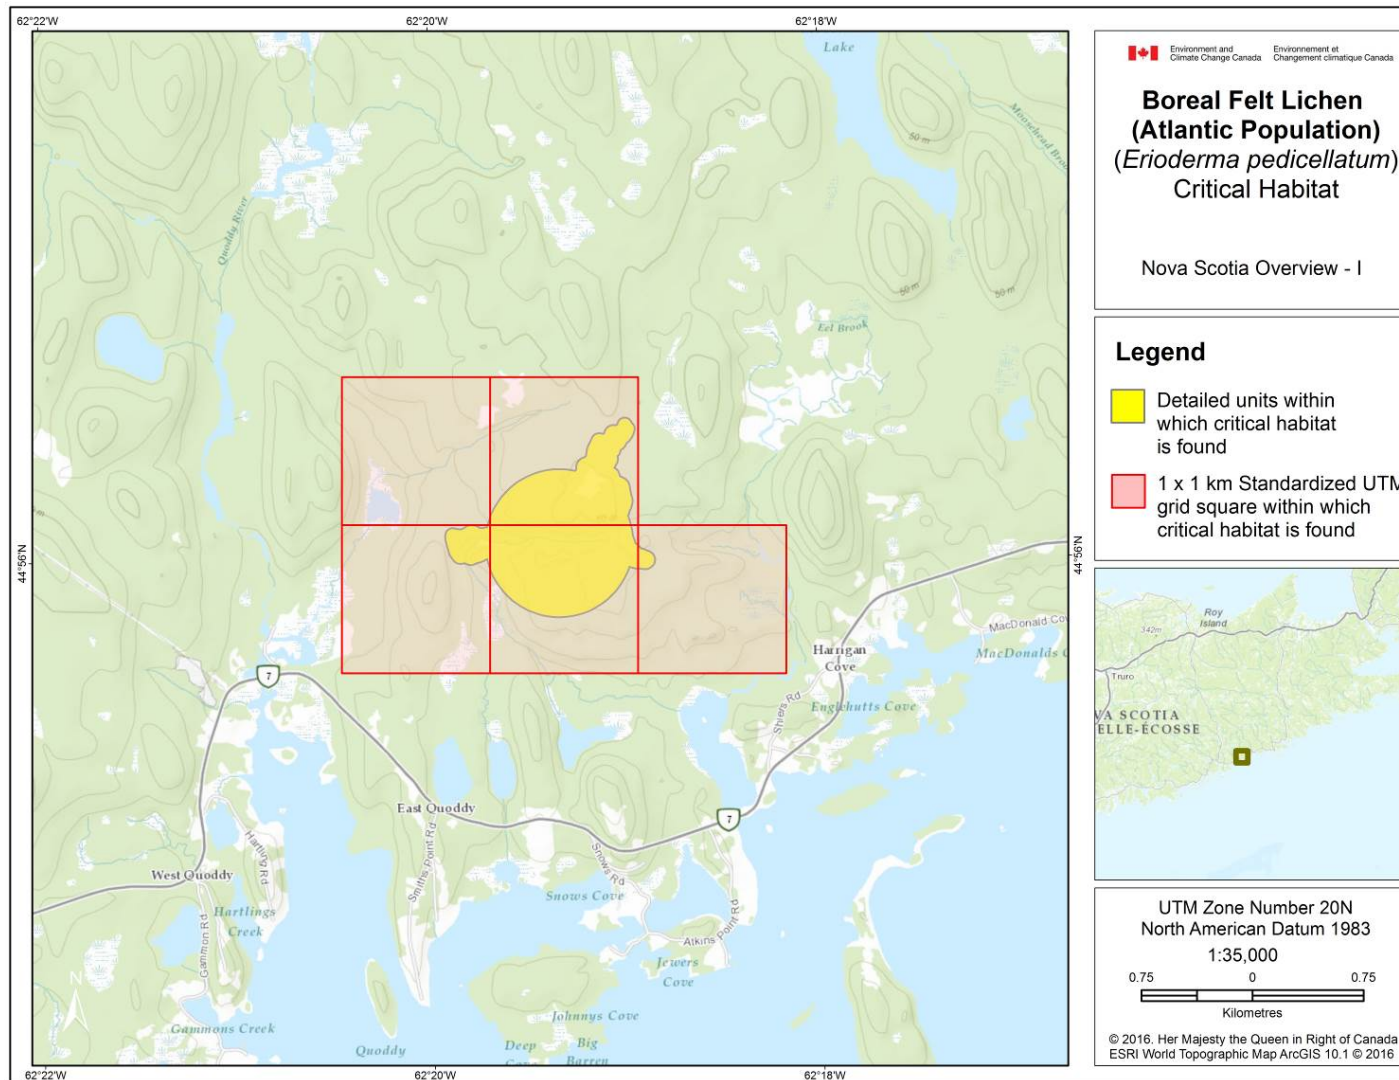 62°22'W
62°20'W
62°18'W
Lake
50 m
Quoddy River
50 m
50 m
Eel Brook
44°56'N
44°56'N
7
Harrigan
Cove
MacDonalds
Englehutts Cove
Shiers Rd
East Quoddy
7
Smiths Point Rd
Hartling Rd
West Quoddy
Snows Rd
Snows Cove
Hartlings
Creek
Gammon Rd
Atkins Point Rd
Jewers
Cove
N
Gammons Creek
Johnnys Cove
Quoddy
Deep
Big
Barren
62°22'W
62°20'W
62°18'W
Environment and
Climate Change Canada
Environnement et
Changement climatique Canada
Boreal Felt Lichen
(Atlantic Population)
(Erioderma pedicellatum)
Critical Habitat
Nova Scotia Overview - I
Legend
Detailed units within
which critical habitat
is found
1 x 1 km Standardized UTM
grid square within which
critical habitat is found
Roy
Island
342m
Truro
VA SCOTIA
ELLE-ÉCOSSE
UTM Zone Number 20N
North American Datum 1983
1:35,000
0.75 0 0.75
Kilometres
© 2016. Her Majesty the Queen in Right of Canada
ESRI World Topographic Map ArcGIS 10.1 © 2016